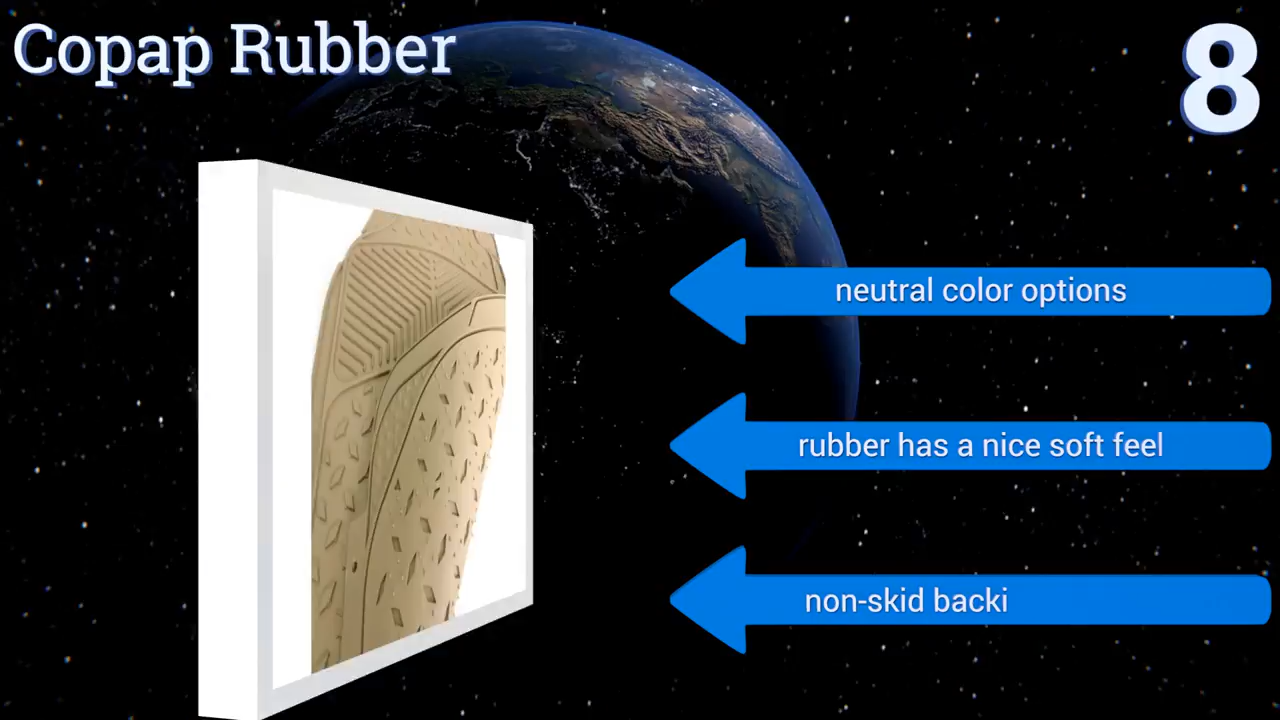 Copap Rubber
8
neutral color options
rubber has a nice soft feel
non-skid backi